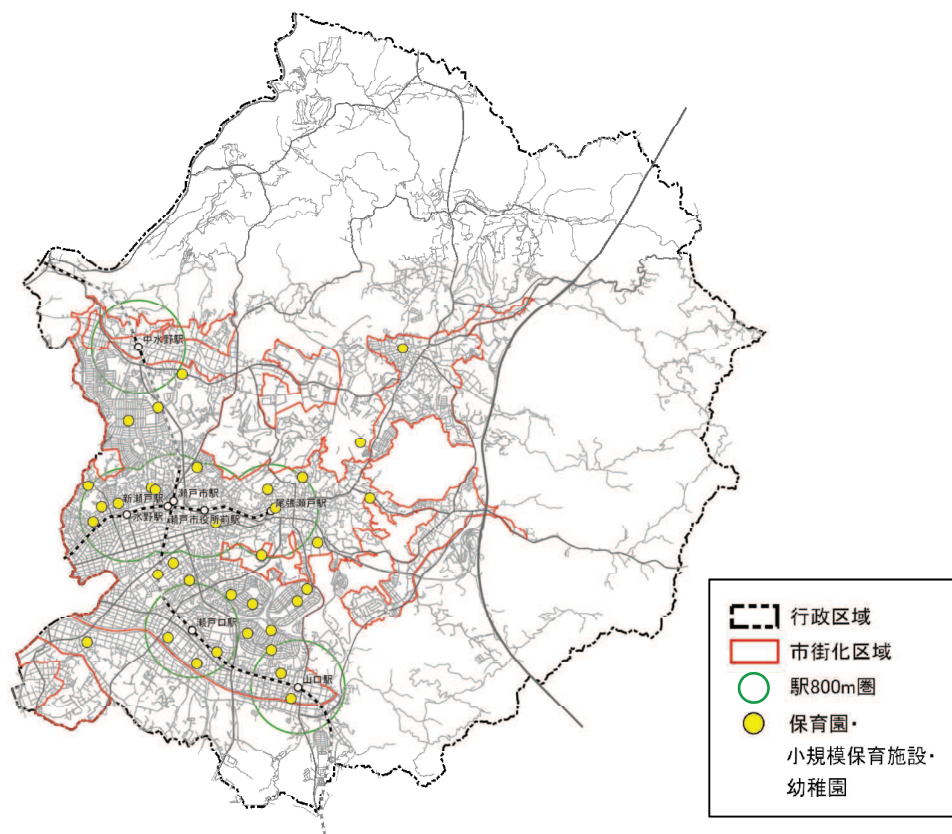 中水野駅
新瀬戸駅
瀬戸市駅
尾張瀬戸駅
水野駅
瀬戸市役所前駅
瀬戸口駅
山口駅
行政区域
市街化区域
駅800m圏
保育園・
小規模保育施設・
幼稚園